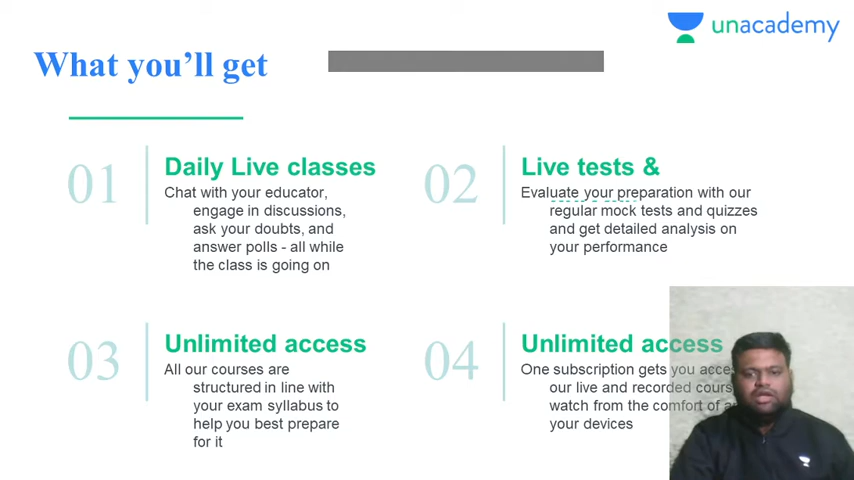 unacademy
What you'll get
01
Daily Live classes
Chat with your educator,
engage in discussions,
ask your doubts, and
answer polls - all while
the class is going on
02
Live tests &
Evaluate your preparation with our
regular mock tests and quizzes
and get detailed analysis on
your performance
03
Unlimited access
All our courses are
structured in line with
your exam syllabus to
help you best prepare
for it
04
Unlimited access
One subscription gets you
our live and recorded
watch from the comfort of
your devices